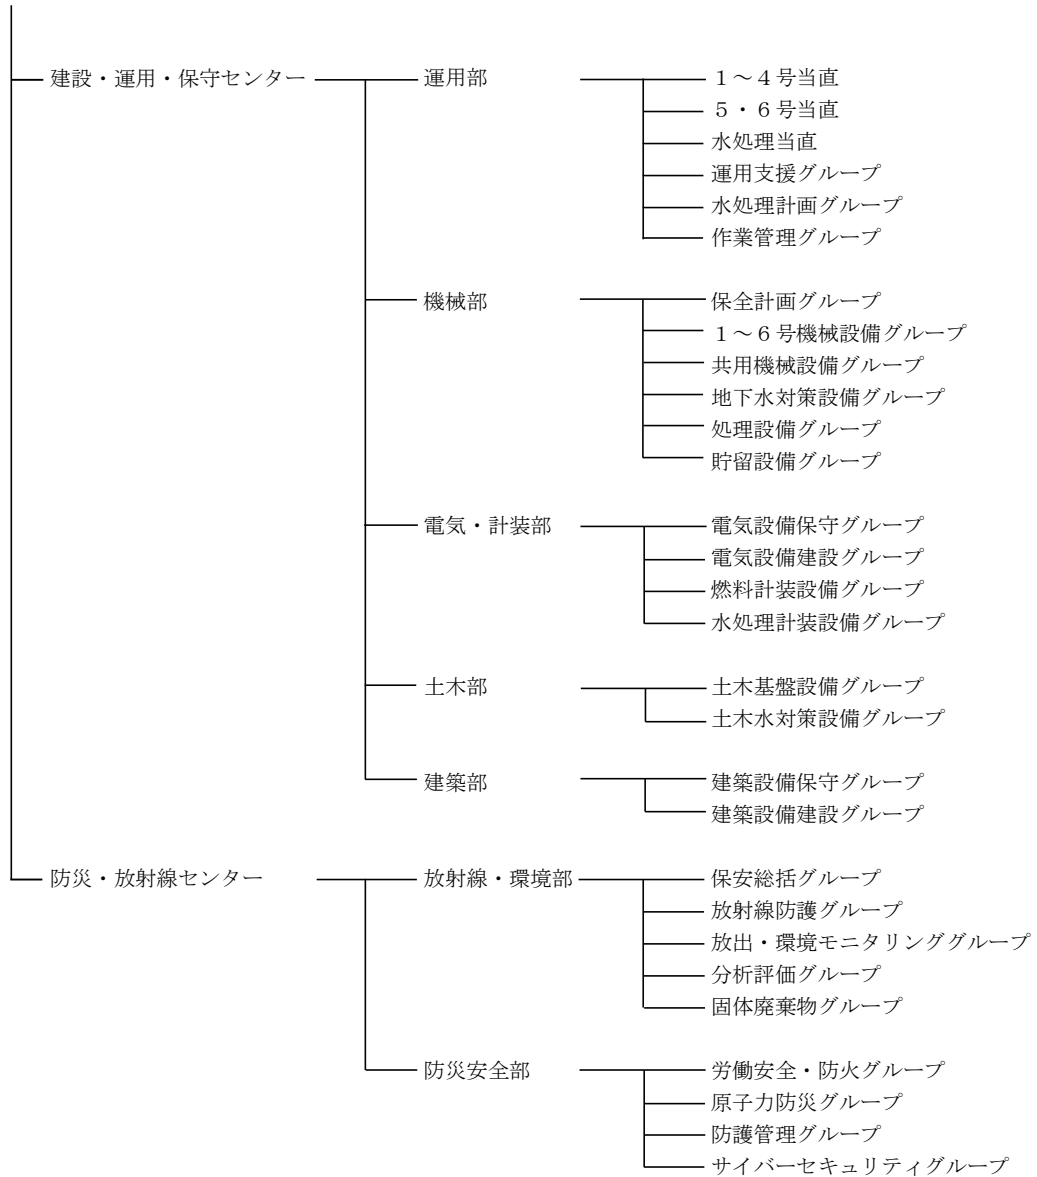 建設・運用・保守センター 運用部 １～４号当直
５・６号当直
水処理当直
運用支援グループ
水処理計画グループ
作業管理グループ
機械部 保全計画グループ
１～６号機械設備グループ
共用機械設備グループ
地下水対策設備グループ
処理設備グループ
貯留設備グループ
電気・計装部 電気設備保守グループ
電気設備建設グループ
燃料計装設備グループ
水処理計装設備グループ
土木部 土木基盤設備グループ
土木水対策設備グループ
建築部 建築設備保守グループ
建築設備建設グループ
防災・放射線センター 放射線・環境部 保安総括グループ
放射線防護グループ
放出・環境モニタリンググループ
分析評価グループ
固体廃棄物グループ
防災安全部 労働安全・防火グループ
原子力防災グループ
防護管理グループ
サイバーセキュリティグループ